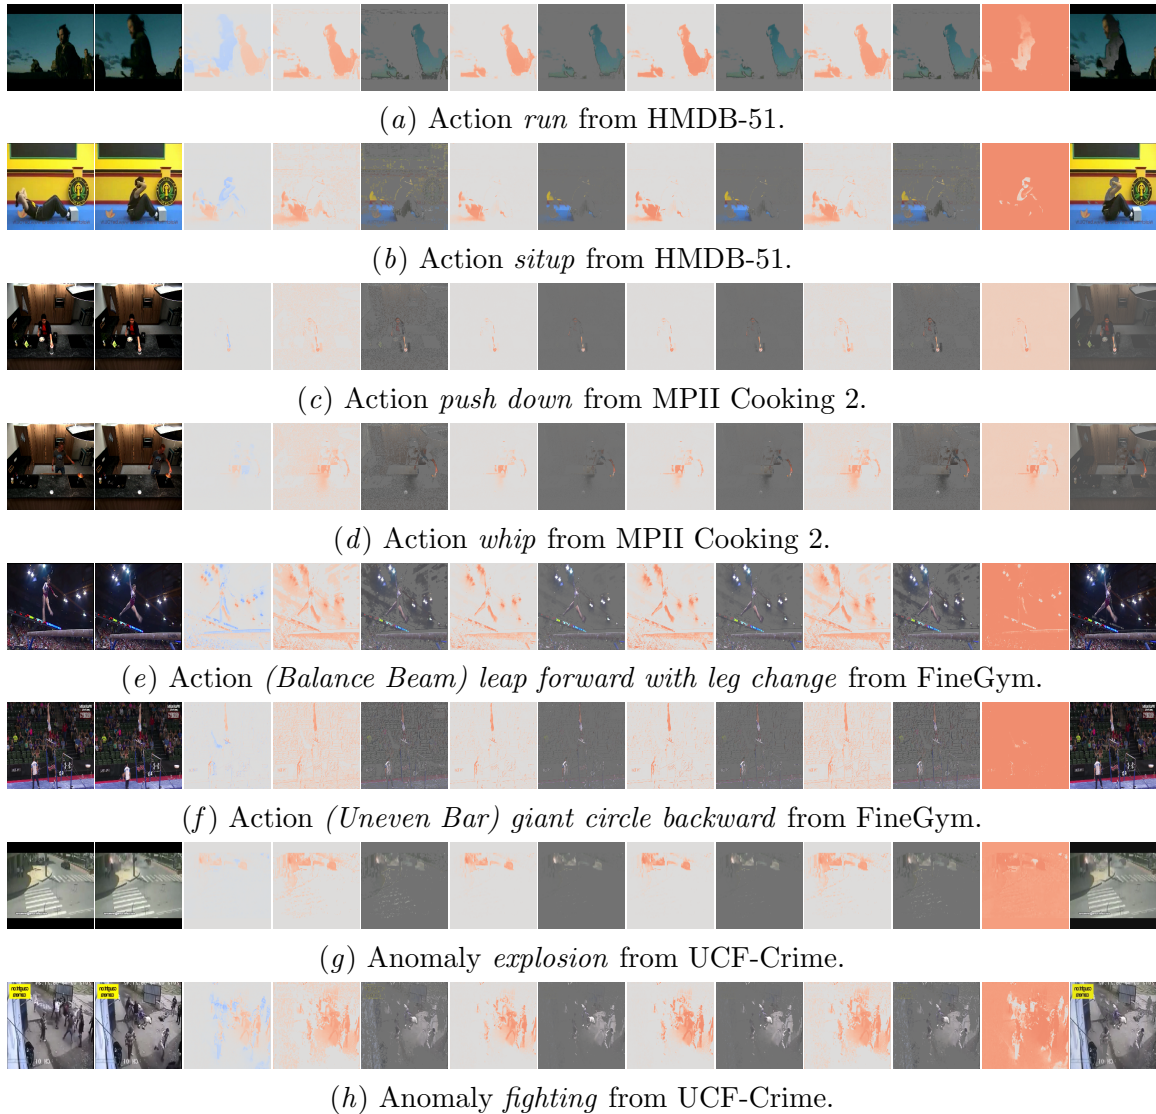 (a) Action run from HMDB-51.
(b) Action situp from HMDB-51.
(c) Action push down from MPII Cooking 2.
(d) Action whip from MPII Cooking 2.
(e) Action (Balance Beam) leap forward with leg change from FineGym.
(f) Action (Uneven Bar) giant circle backward from FineGym.
(g) Anomaly explosion from UCF-Crime.
(h) Anomaly fighting from UCF-Crime.